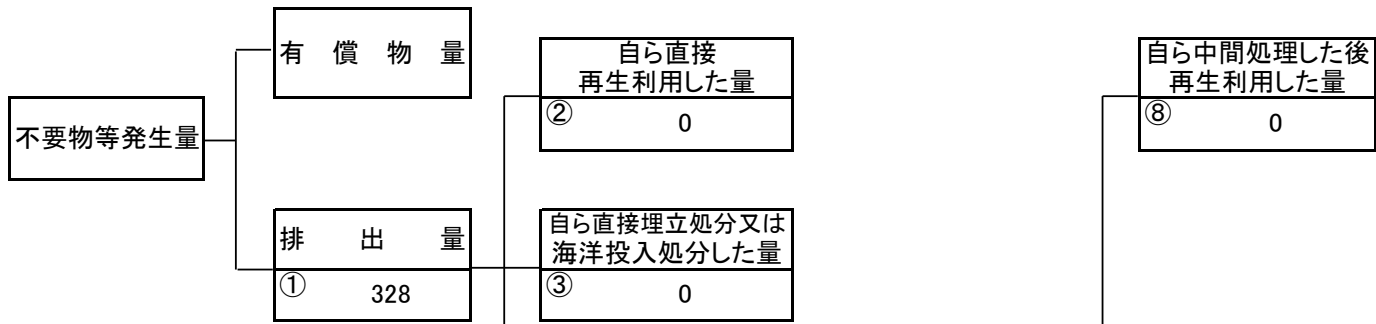 有償物量
自ら直接
再生利用した量
② 0
自ら中間処理した後
再生利用した量
⑧ 0
不要物等発生量
排出量
① 328
自ら直接埋立処分又は
海洋投入処分した量
③ 0